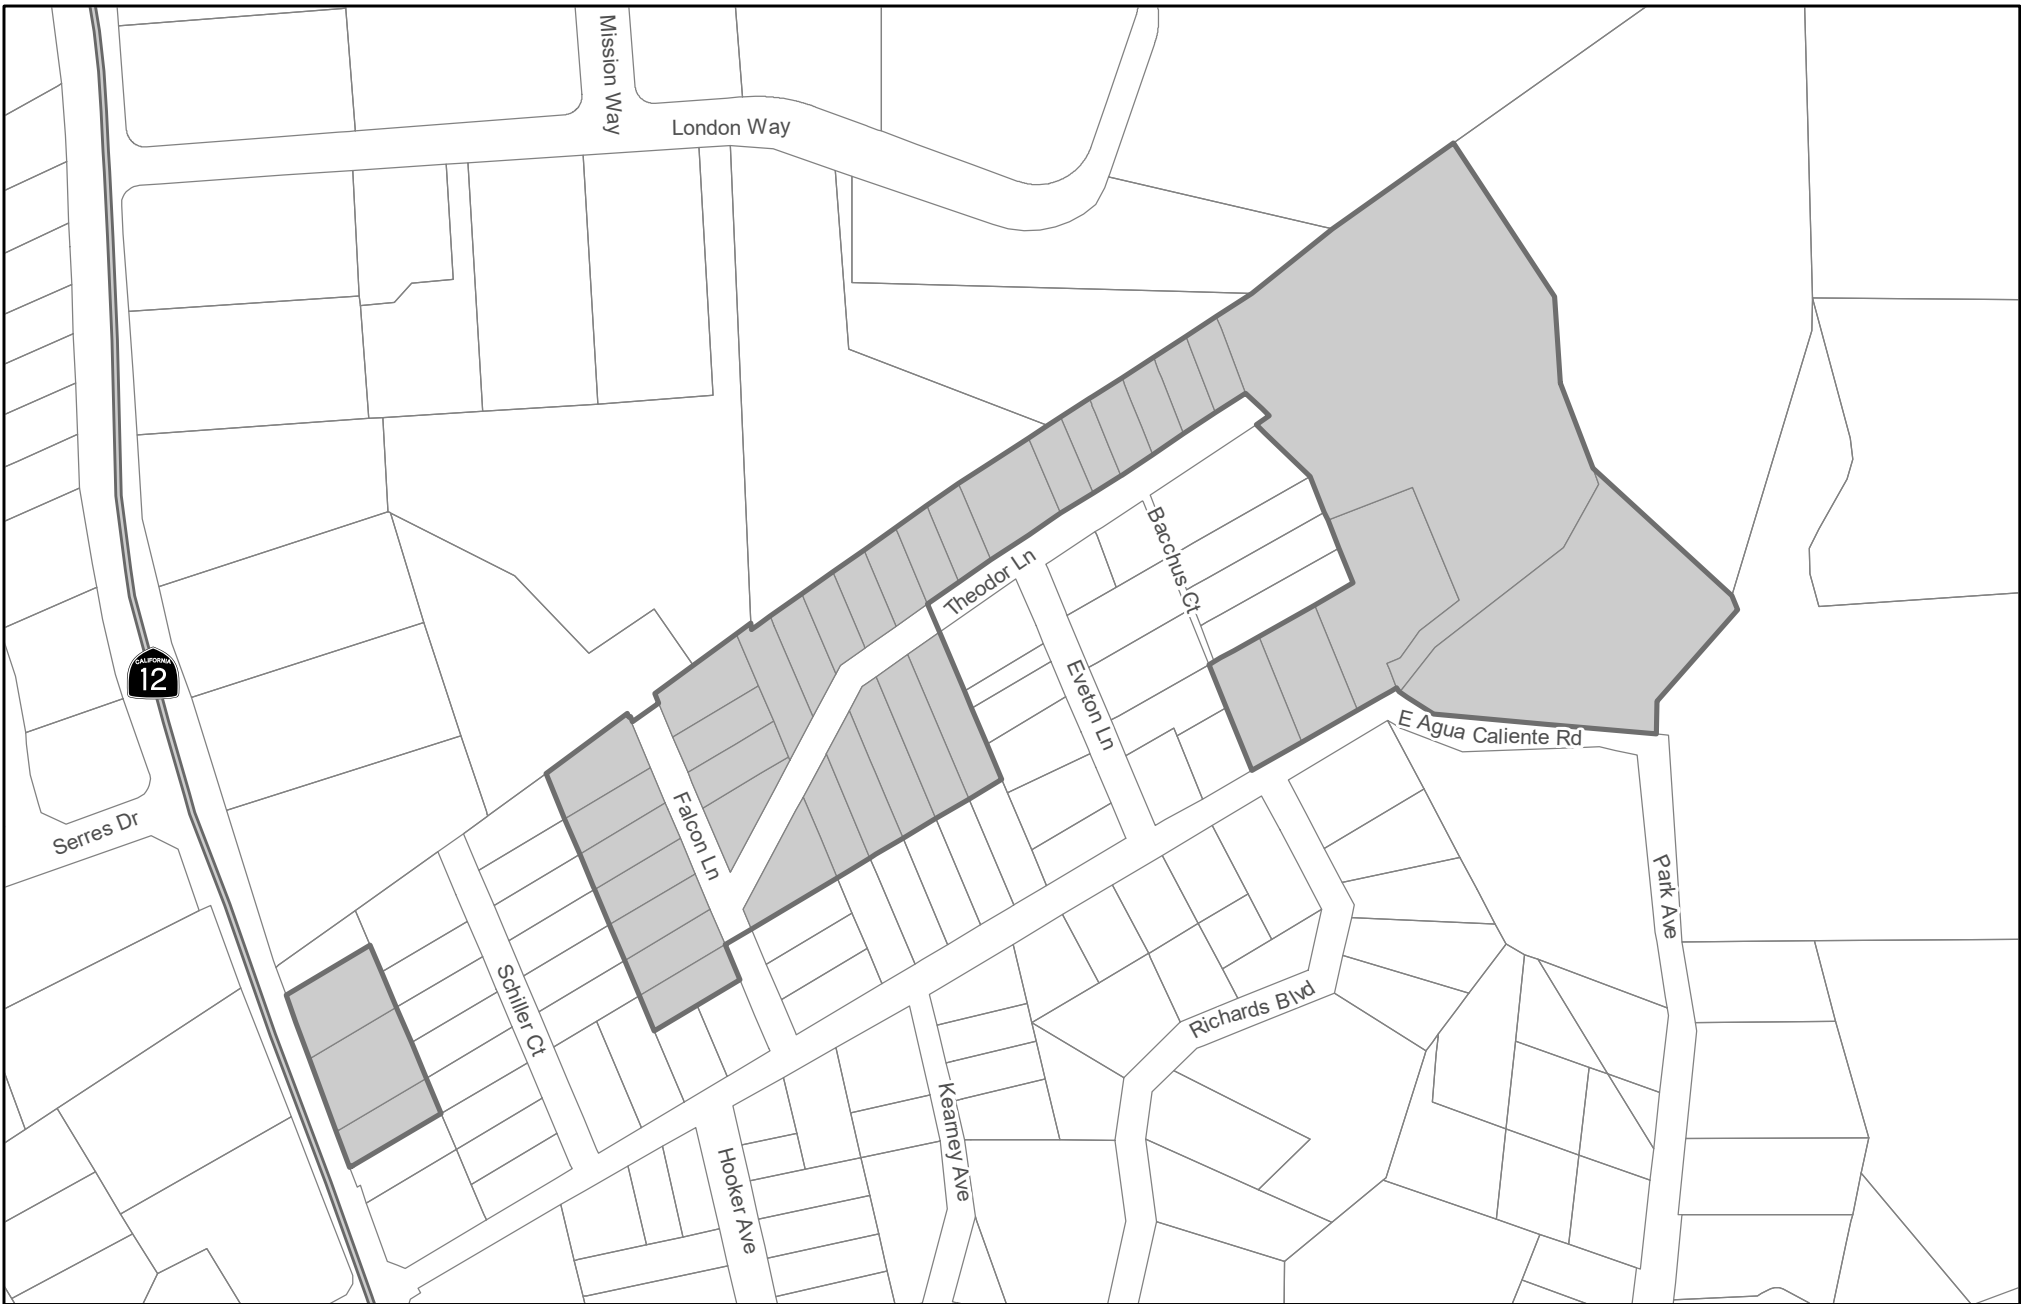 Mission Way
London Way
Bacchus Ct
Theodor Ln
CALIFORNIA
12
Eveton Ln
E Agua Caliente Rd
Serres Dr
Falcon Ln
Park Ave
Schiller Ct
Richards Blvd
Kearney Ave
Hooker Ave